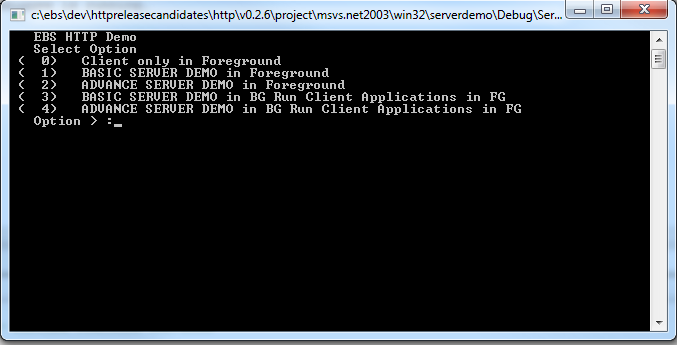 c:\ebs\dev\httpreleasecandidates\http\v0.2.6\project\msvs.net2003\win32\serverdemo\Debug\Ser...
EBS HTTP Demo
Select Option
( 0) Client only in Foreground
( 1) BASIC SERVER DEMO in Foreground
( 2) ADVANCE SERVER DEMO in Foreground
( 3) BASIC SERVER DEMO in BG Run Client Applications in FG
( 4) ADVANCE SERVER DEMO in BG Run Client Applications in FG
Option > :_